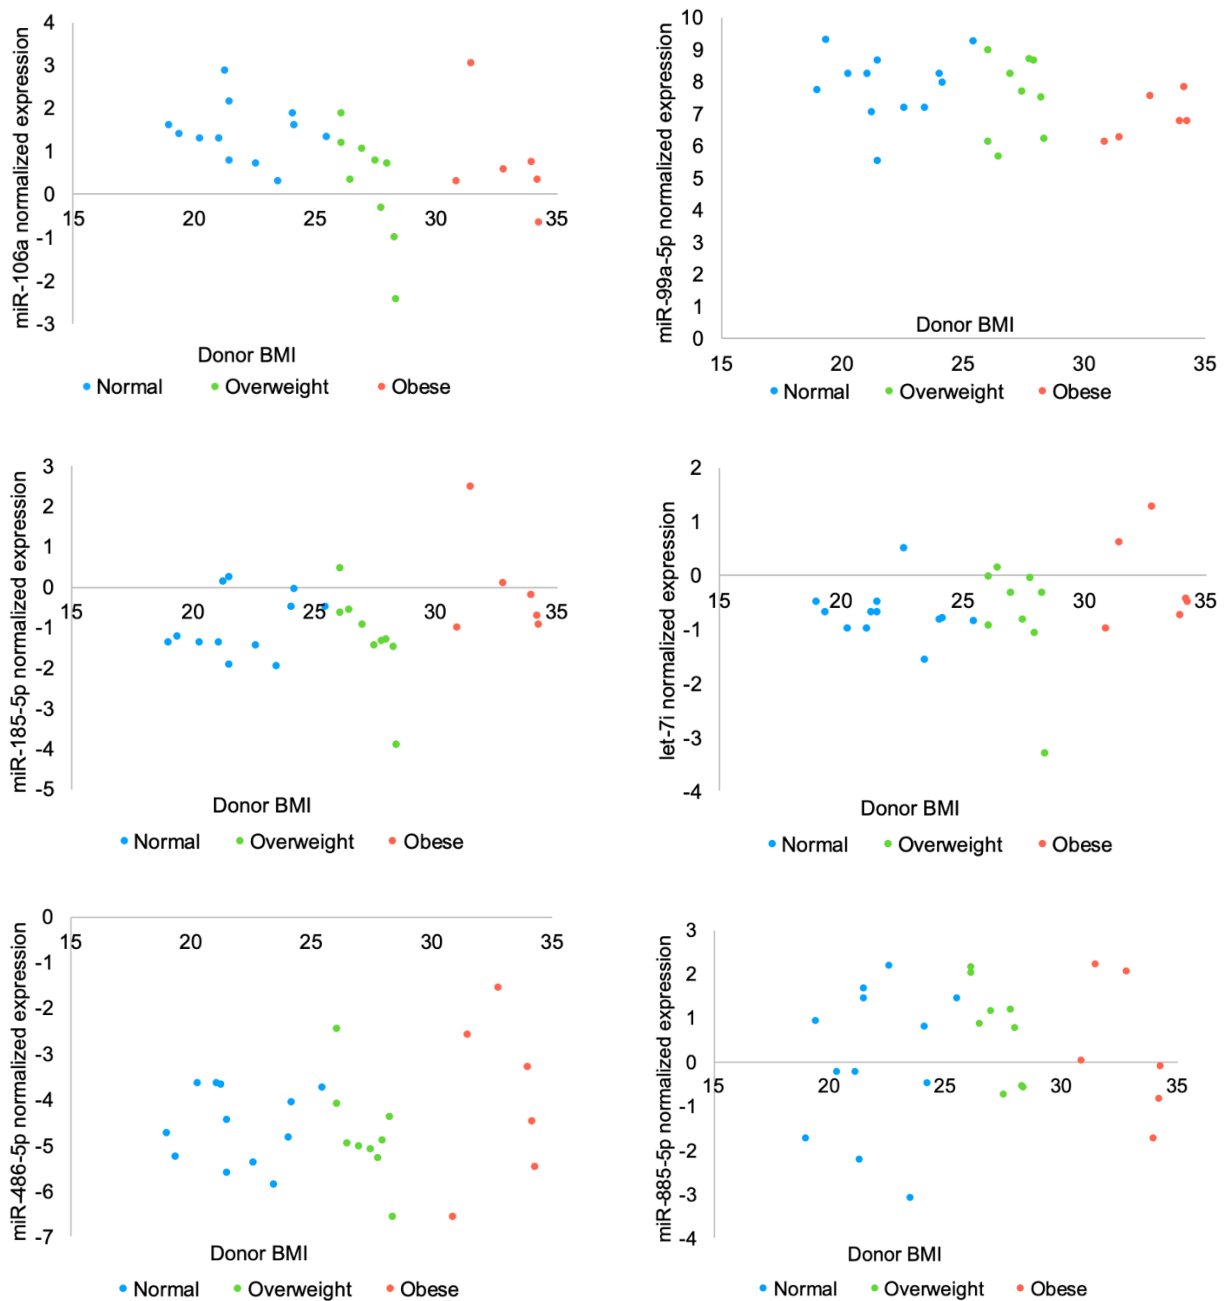 miR-106a normalized expression
4
3
2
1
0
-1
-2
-3
15 20 25 30 35
Donor BMI
Normal Overweight Obese
miR-99a-5p normalized expression
10
9
8
7
6
5
4
3
2
1
0
15 20 25 30 35
Donor BMI
Normal Overweight Obese
miR-185-5p normalized expression
3
2
1
0
-1
-2
-3
-4
-5
15 20 25 30 35
Donor BMI
Normal Overweight Obese
let-7i normalized expression
2
1
0
-1
-2
-3
-4
15 20 25 30 35
Donor BMI
Normal Overweight Obese
miR-486-5p normalized expression
0
-1
-2
-3
-4
-5
-6
-7
15 20 25 30 35
Donor BMI
Normal Overweight Obese
miR-885-5p normalized expression
3
2
1
0
-1
-2
-3
-4
15 20 25 30 35
Donor BMI
Normal Overweight Obese